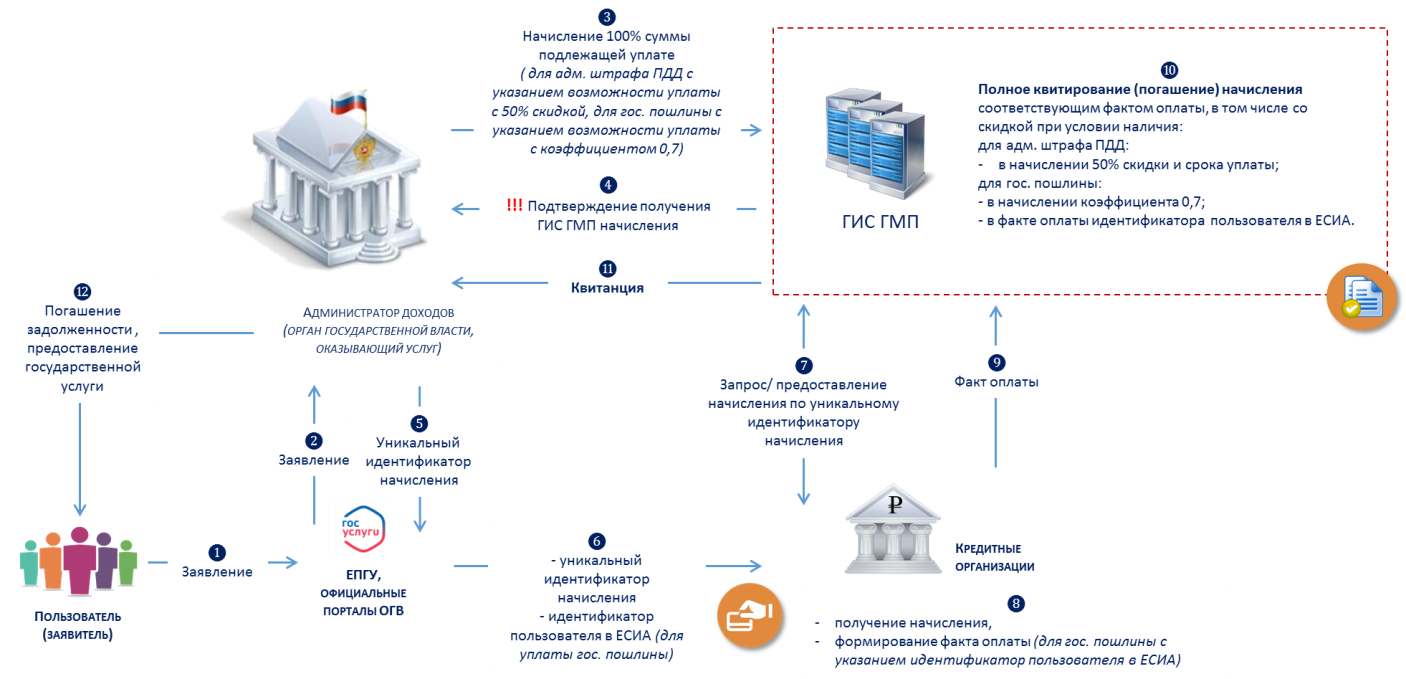 3
Начисление 100% суммы
подлежащей уплате
( для адм. штрафа ПДД с
указанием возможности уплаты
с 50% скидкой, для гос. пошлины с
указанием возможности уплаты
с коэффициентом 0,7)
4
!!! Подтверждение получения
ГИС ГМП начисления
11
Квитанция
ГИС ГМП
10
Полное квитирование (погашение) начисления
соответствующим фактом оплаты, в том числе со
скидкой при условии наличия:
для адм. штрафа ПДД:
- в начислении 50% скидки и срока уплаты;
для гос. пошлины:
- в начислении коэффициента 0,7;
- в факте оплаты идентификатора пользователя в ЕСИА.
12
Погашение
задолженности ,
предоставление
государственной
услуги
Администратор доходов
(орган государственной власти,
оказывающий услуг)
2
Заявление
5
Уникальный
идентификатор
начисления
7
Запрос/ предоставление
начисления по уникальному
идентификатору
начисления
9
Факт оплаты
Пользователь
(заявитель)
1
Заявление
гос
услуги
ЕПГУ,
официальные
порталы ОГВ
6
- уникальный
идентификатор
начисления
- идентификатор
пользователя в ЕСИА (для
уплаты гос. пошлины)
₽
Кредитные
организации
8
- получение начисления,
- формирование факта оплаты (для гос. пошлины с
указанием идентификатор пользователя в ЕСИА)